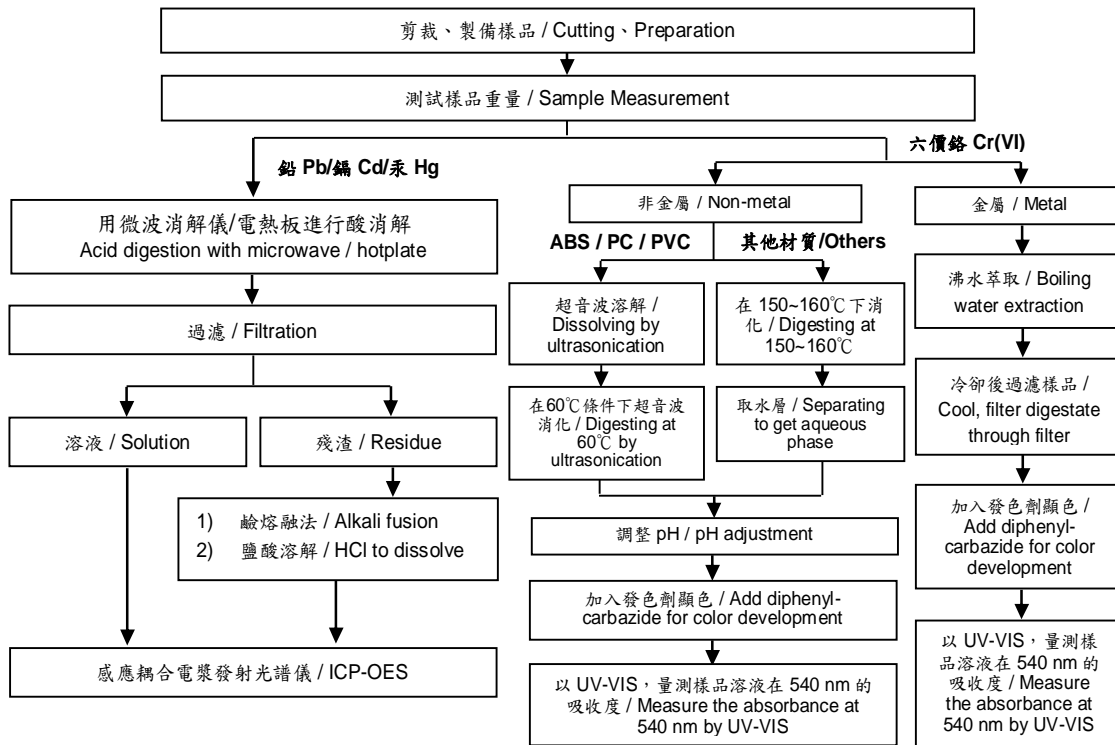 剪裁、製備樣品 / Cutting、Preparation
測試樣品重量 / Sample Measurement
鉛 Pb/鎘 Cd/汞 Hg
用微波消解儀/電熱板進行酸消解
Acid digestion with microwave / hotplate
過濾 / Filtration
溶液 / Solution
殘渣 / Residue
1) 鹼熔融法 / Alkali fusion
2) 鹽酸溶解 / HCl to dissolve
感應耦合電漿發射光譜儀 / ICP-OES
六價鉻 Cr(VI)
非金屬 / Non-metal
ABS / PC / PVC
超音波溶解 /
Dissolving by
ultrasonication
在60℃條件下超音波
消化 / Digesting at
60℃ by
ultrasonication
其他材質/Others
在 150~160℃下消
化 / Digesting at
150~160℃
取水層 / Separating
to get aqueous
phase
調整 pH / pH adjustment
加入發色劑顯色 / Add diphenyl-
carbazide for color development
以 UV-VIS，量測樣品溶液在 540 nm 的
吸收度 / Measure the absorbance at
540 nm by UV-VIS
金屬 / Metal
沸水萃取 / Boiling
water extraction
冷卻後過濾樣品 /
Cool, filter digestate
through filter
加入發色劑顯色 /
Add diphenyl-
carbazide for color
development
以 UV-VIS，量測樣
品溶液在 540 nm 的
吸收度 / Measure
the absorbance at
540 nm by UV-VIS